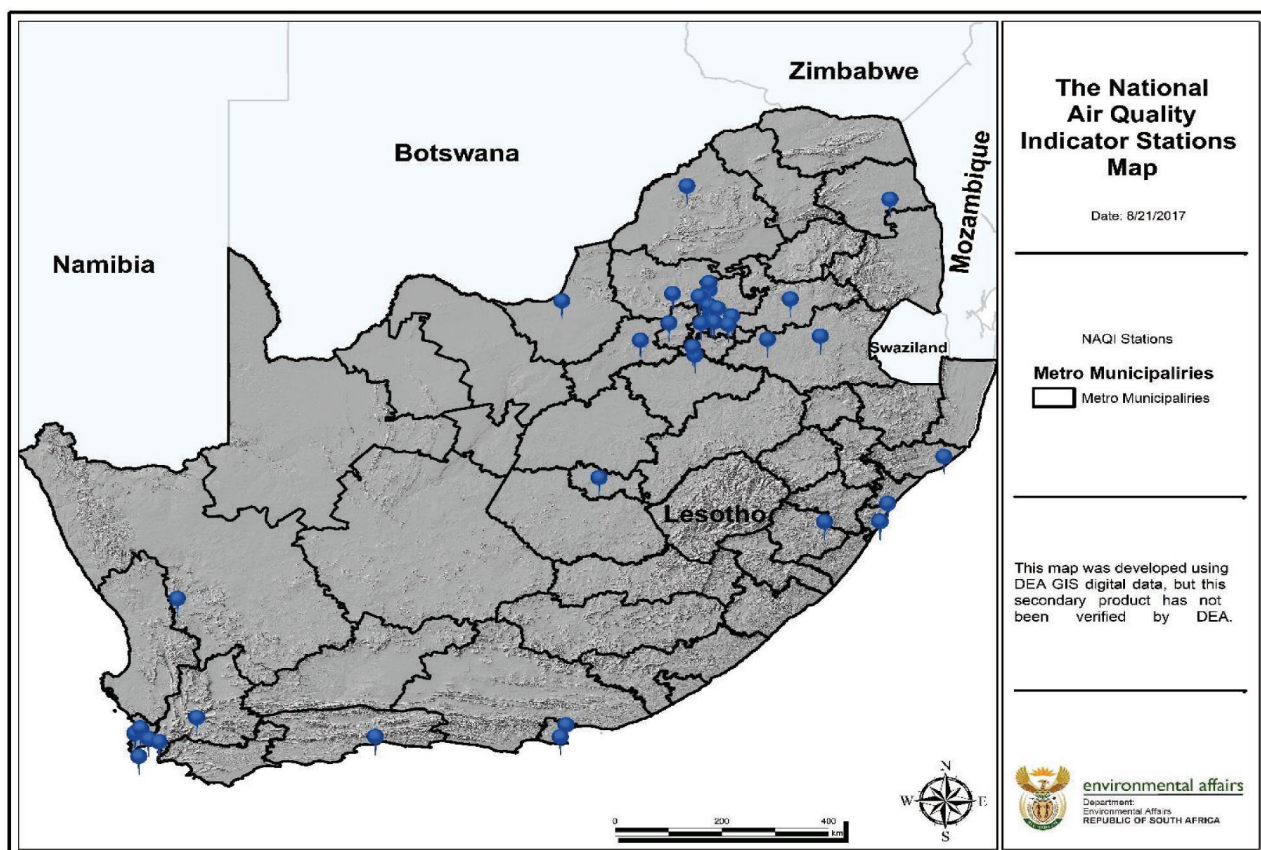 Zimbabwe
Botswana
Mozambique
Namibia
Swaziland
Lesotho
N
W
E
S
0
200
400
km
The National
Air Quality
Indicator Stations
Map
Date: 8/21/2017
NAQI Stations
Metro Municipaliries
Metro Municipaliries
This map was developed using
DEA GIS digital data, but this
secondary product has not
been verified by DEA.
environmental affairs
Department:
Environmental Affairs
REPUBLIC OF SOUTH AFRICA